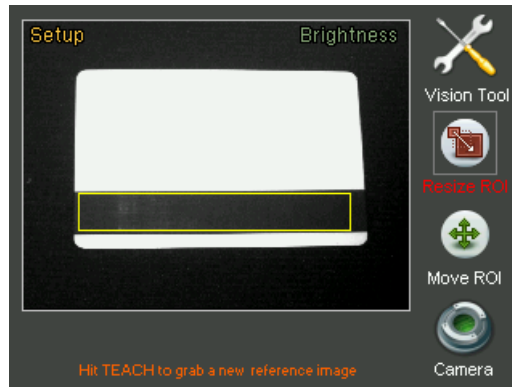 Setup
Brightness
Vision Tool
Resize ROI
Move ROI
Camera
Hit TEACH to grab a new reference image